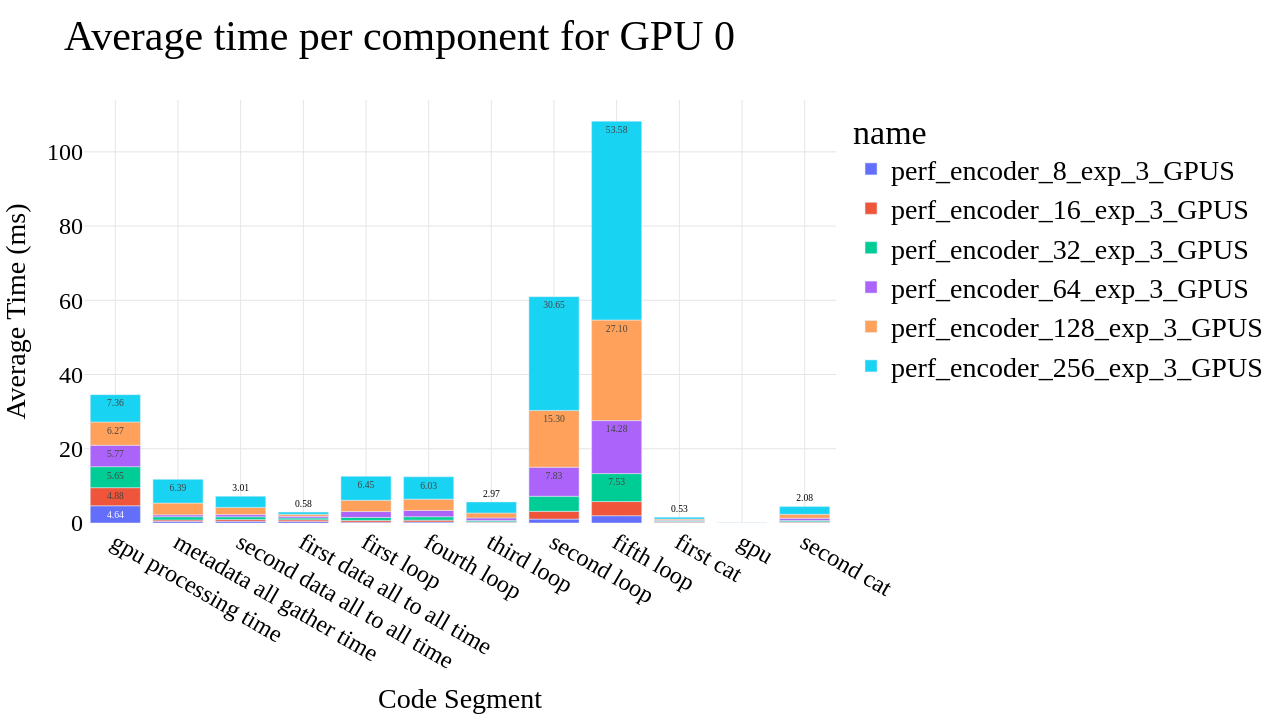 Average time per component for GPU 0
name
perf_encoder_8_exp_3_GPUS
perf_encoder_16_exp_3_GPUS
perf_encoder_32_exp_3_GPUS
perf_encoder_64_exp_3_GPUS
perf_encoder_128_exp_3_GPUS
perf_encoder_256_exp_3_GPUS
Average Time (ms)
100
80
60
40
20
0
7.36
6.27
5.77
5.65
4.88
4.64
6.39
3.01
0.58
6.45
6.03
2.97
30.65
15.30
7.83
53.58
27.10
14.28
7.53
0.53
2.08
gpu processing time
metadata all gather time
second data all to all time
first data all to all time
first loop
fourth loop
third loop
second loop
fifth loop
first cat
gpu
second cat
Code Segment